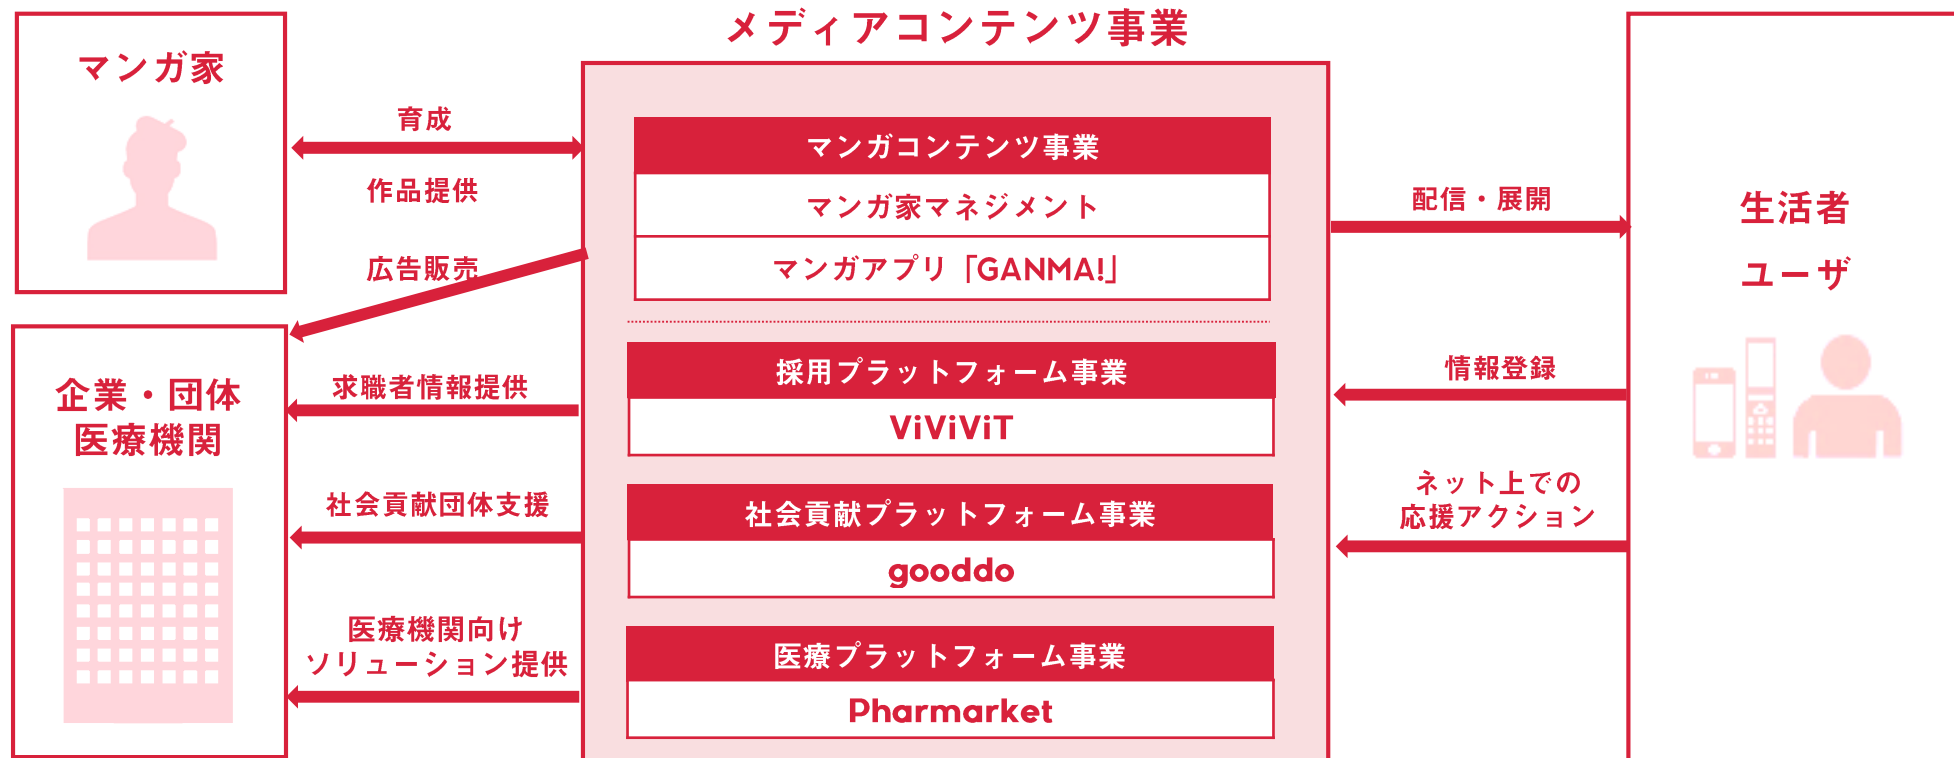 メディアコンテンツ事業
マンガ家
育成
作品提供
広告販売
企業・団体
医療機関
求職者情報提供
社会貢献団体支援
医療機関向け
ソリューション提供
マンガコンテンツ事業
マンガ家マネジメント
マンガアプリ「GANMA!」
採用プラットフォーム事業
ViViViT
社会貢献プラットフォーム事業
gooddo
医療プラットフォーム事業
Pharmarket
配信・展開
情報登録
ネット上での
応援アクション
生活者
ユーザ